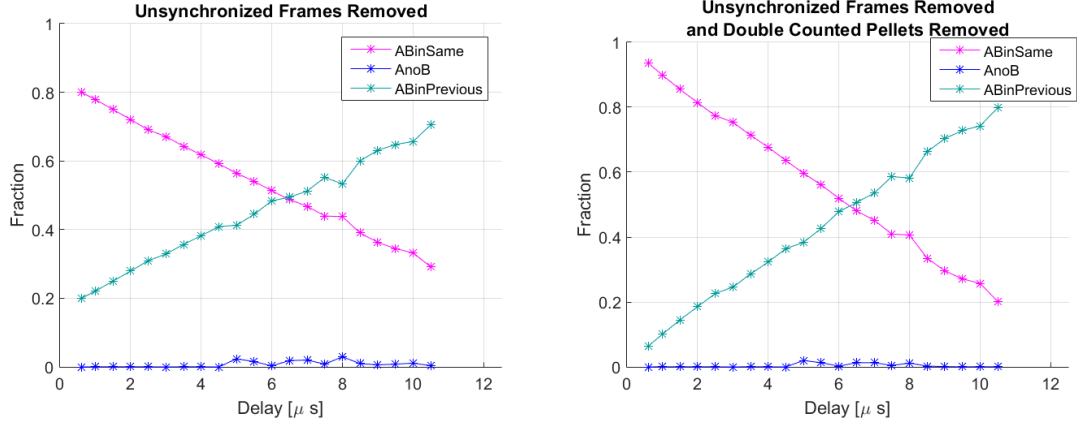 Unsynchronized Frames Removed
1
0.8
0.6
0.4
0.2
0
0
2
4
6
8
10
12
Fraction
Delay [μ s]
ABinSame
AnoB
ABinPrevious
Unsynchronized Frames Removed
and Double Counted Pellets Removed
1
0.8
0.6
0.4
0.2
0
0
2
4
6
8
10
12
Fraction
Delay [μ s]
ABinSame
AnoB
ABinPrevious